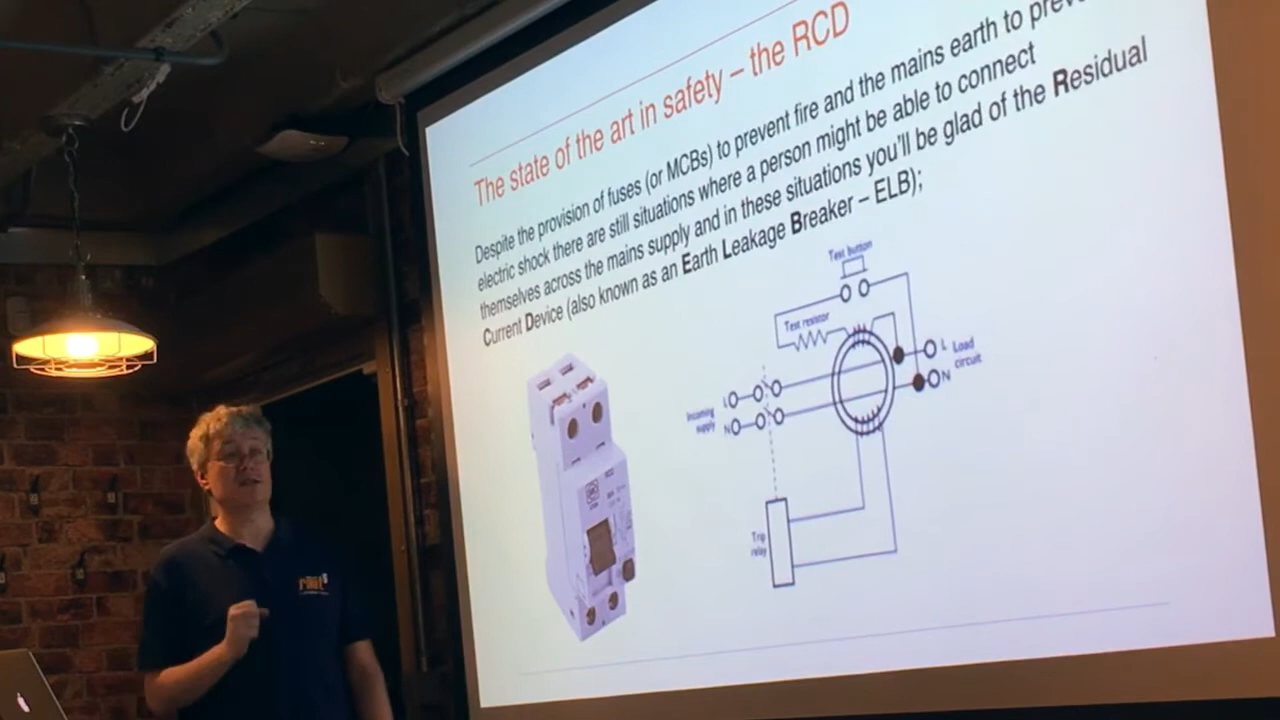 The state of the art in safety – the RCD
Despite the provision of fuses (or MCBs) to prevent fire and the mains earth to
electric shock there are still situations where a person might be able to connect
themselves across the mains supply and in these situations you'll be glad of the Residual
Current Device (also known as an Earth Leakage Breaker – ELB);
Test button
Test resistor
L
Load
circuit
N
Incoming
supply
L
N
Trip
relay
RCD